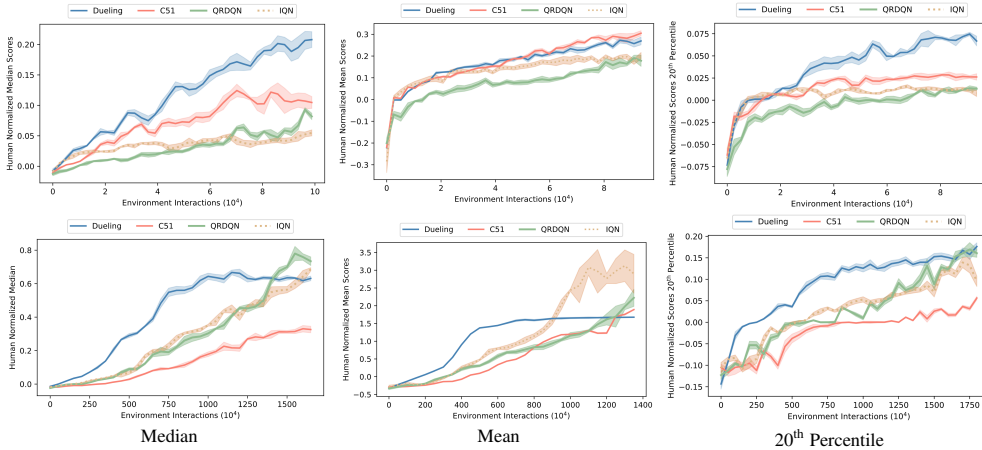 Dueling C51 QRDQN IQN
Human Normalized Median Scores
0.20
0.15
0.10
0.05
0.00
0 2 4 6 8 10
Environment Interactions (10⁴)
Dueling C51 QRDQN IQN
Human Normalized Mean Scores
0.3
0.2
0.1
0.0
−0.1
−0.2
−0.3
0 2 4 6 8
Environment Interactions (10⁴)
Dueling C51 QRDQN IQN
Human Normalized Scores 20ᵗʰ Percentile
0.075
0.050
0.025
0.000
−0.025
−0.050
−0.075
0 2 4 6 8
Environment Interactions (10⁴)
Dueling C51 QRDQN IQN
Human Normalized Median
0.8
0.6
0.4
0.2
0.0
0 250 500 750 1000 1250 1500
Environment Interactions (10⁴)
Median
Dueling C51 QRDQN IQN
Human Normalized Mean Scores
3.5
3.0
2.5
2.0
1.5
1.0
0.5
0.0
−0.5
0 200 400 600 800 1000 1200 1400
Environment Interactions (10⁴)
Mean
Dueling C51 QRDQN IQN
Human Normalized Scores 20ᵗʰ Percentile
0.20
0.15
0.10
0.05
0.00
−0.05
−0.10
−0.15
0 250 500 750 1000 1250 1500 1750
Environment Interactions (10⁴)
20ᵗʰ Percentile